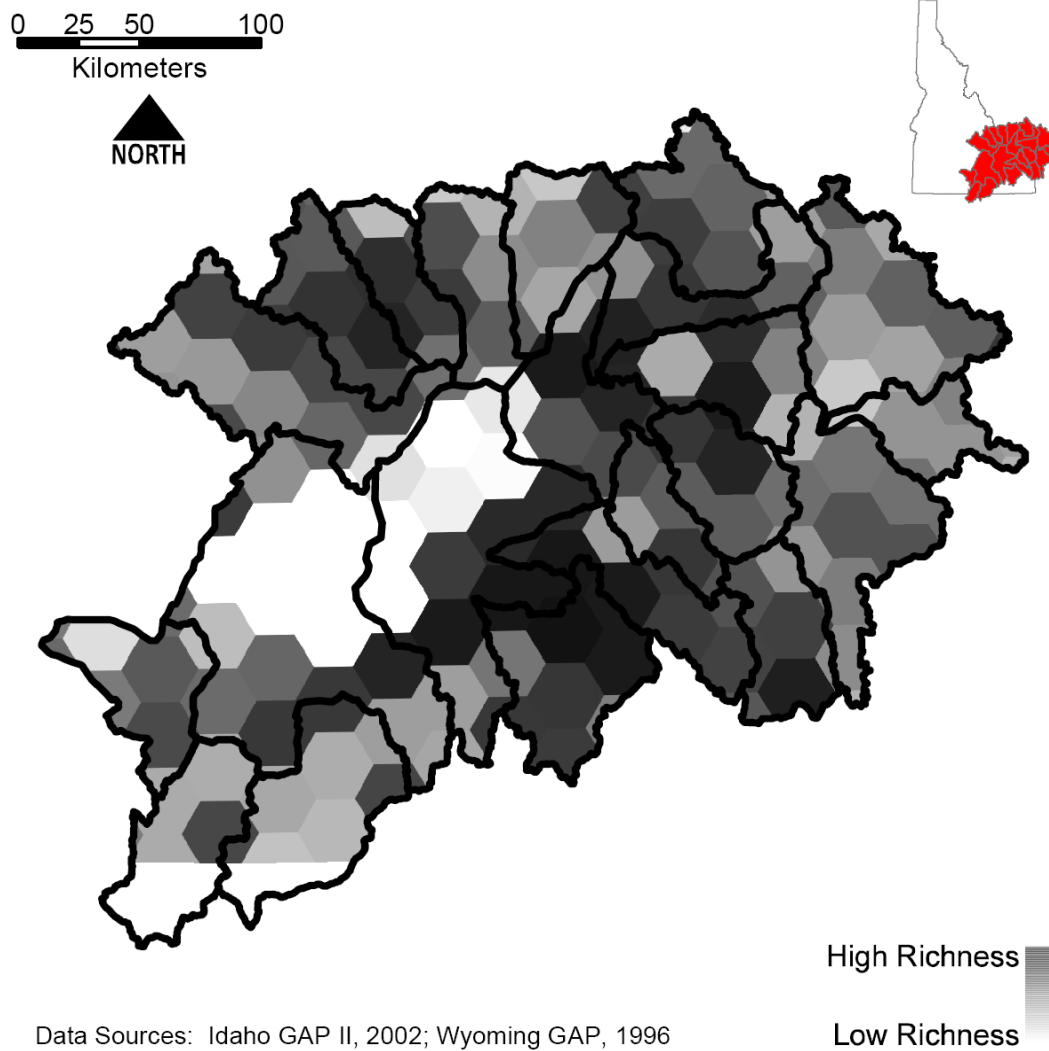 0 25 50 100
Kilometers
NORTH
High Richness
Low Richness
Data Sources: Idaho GAP II, 2002; Wyoming GAP, 1996